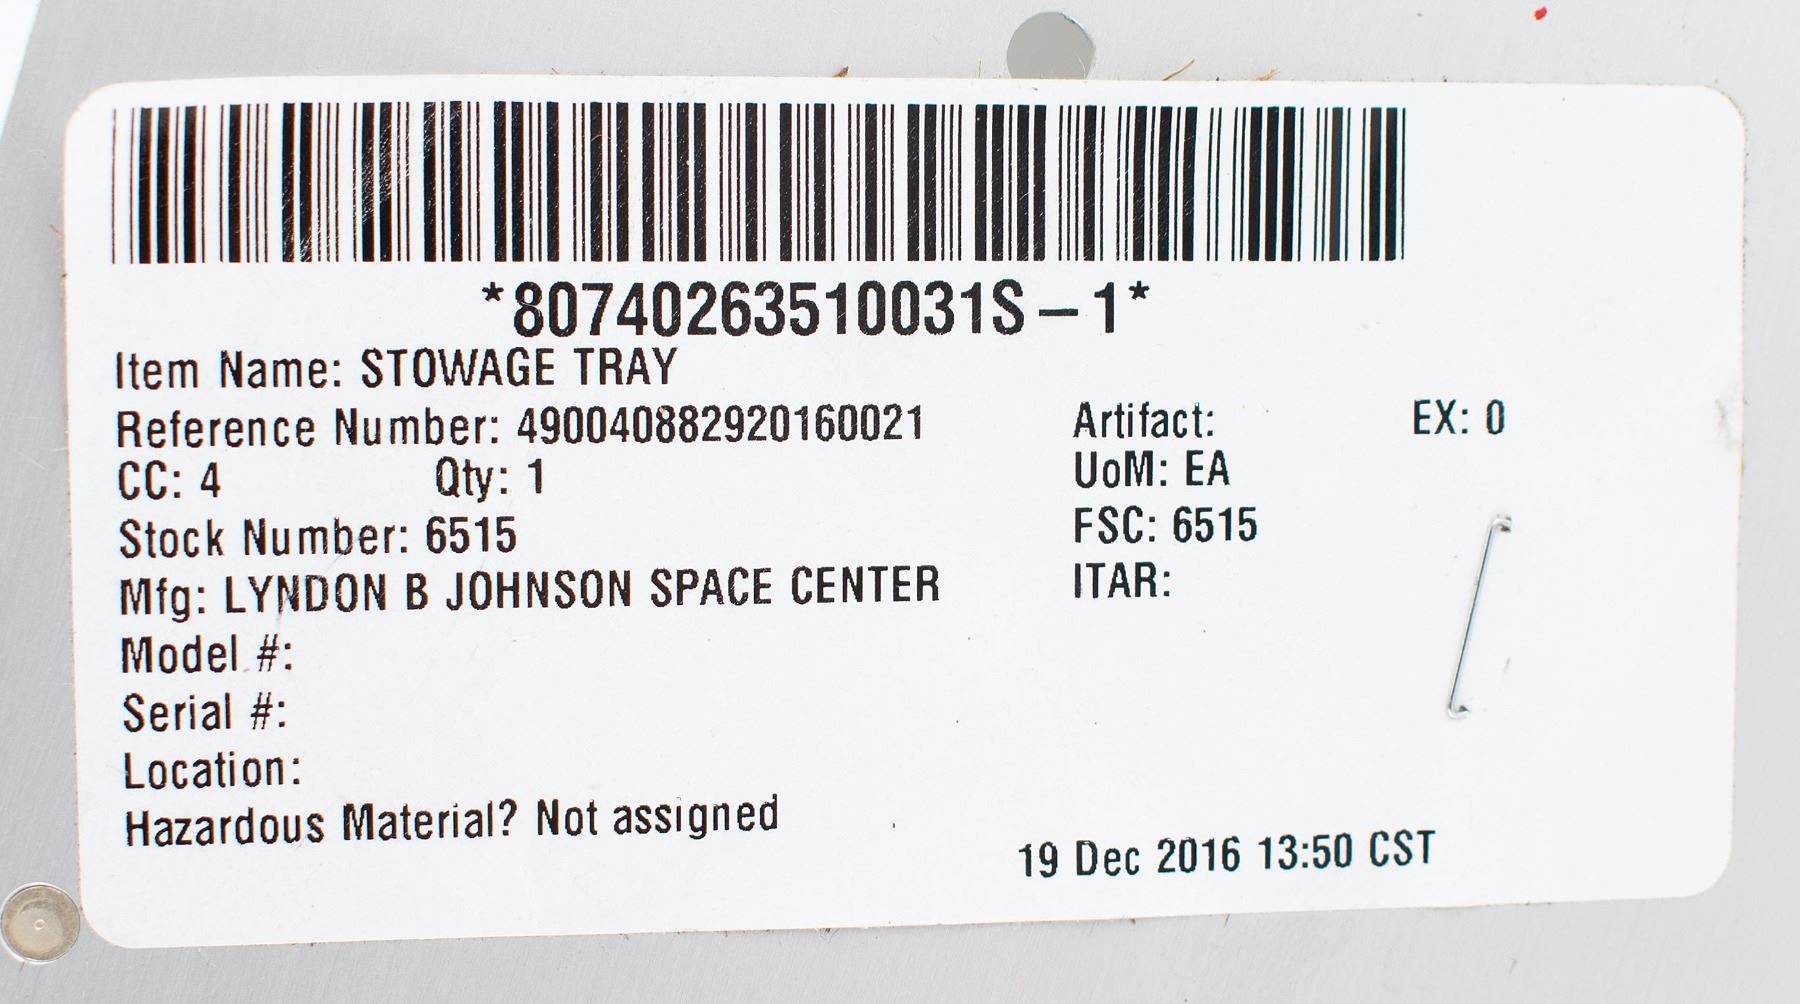 *80740263510031S-1*
Item Name: STOWAGE TRAY
Reference Number: 490040882920160021 Artifact: EX: 0
CC: 4 Qty: 1 UoM: EA
Stock Number: 6515 FSC: 6515
Mfg: LYNDON B JOHNSON SPACE CENTER ITAR:
Model #:
Serial #:
Location:
Hazardous Material? Not assigned
19 Dec 2016 13:50 CST